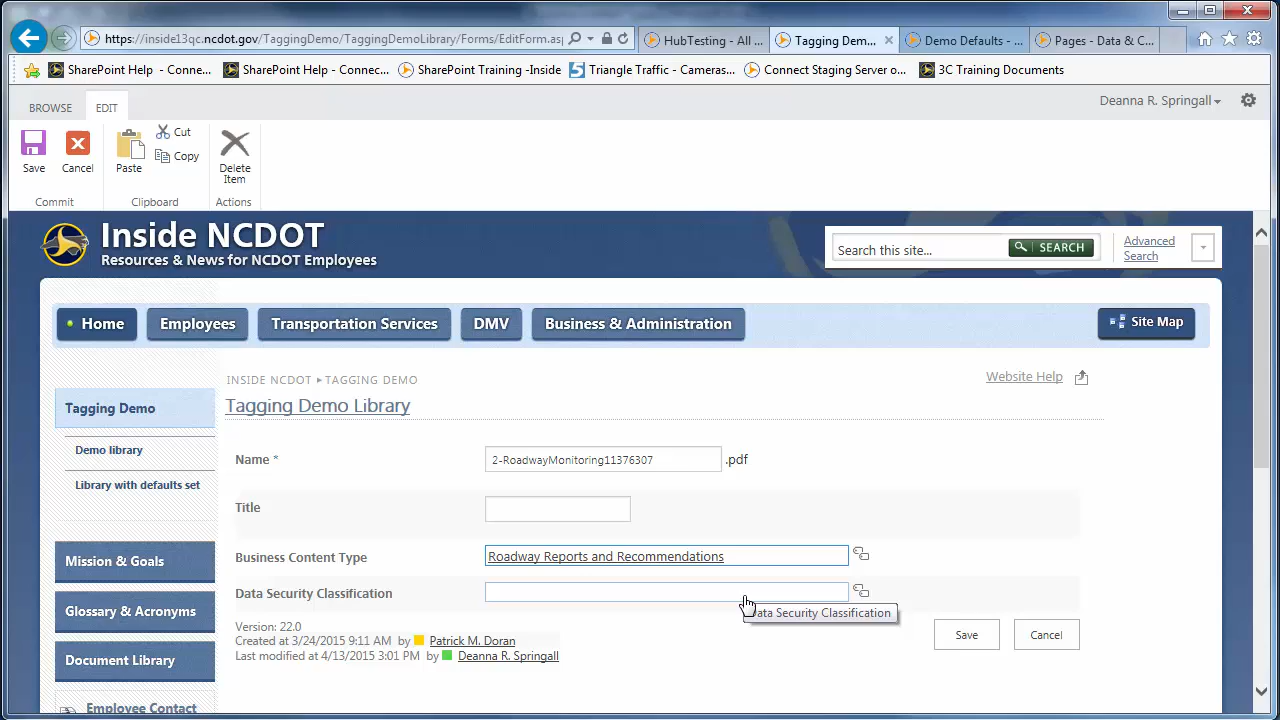 https://inside13qc.ncdot.gov/TaggingDemo/TaggingDemoLibrary/Forms/EditForm.asp
HubTesting - All ...
Tagging Dem...
Demo Defaults - ...
Pages - Data & C...
SharePoint Help - Conne...
SharePoint Help - Connec...
SharePoint Training -Inside
Triangle Traffic - Cameras...
Connect Staging Server o...
3C Training Documents
BROWSE
EDIT
Deanna R. Springall
Save
Cancel
Paste
Cut
Copy
Delete
Item
Commit
Clipboard
Actions
Inside NCDOT
Resources & News for NCDOT Employees
Search this site...
SEARCH
Advanced
Search
Home
Employees
Transportation Services
DMV
Business & Administration
Site Map
INSIDE NCDOT ▸ TAGGING DEMO
Website Help
Tagging Demo Library
Tagging Demo
Demo library
Library with defaults set
Mission & Goals
Glossary & Acronyms
Document Library
Employee Contact
Name *
2-RoadwayMonitoring11376307
.pdf
Title
Business Content Type
Roadway Reports and Recommendations
Data Security Classification
Data Security Classification
Version: 22.0
Created at 3/24/2015 9:11 AM by Patrick M. Doran
Last modified at 4/13/2015 3:01 PM by Deanna R. Springall
Save
Cancel